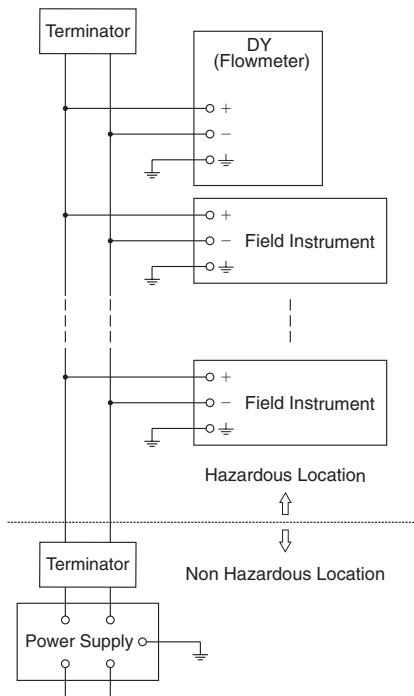 Terminator
DY
(Flowmeter)
+
−
+
−
Field Instrument
+
−
Field Instrument
Hazardous Location
Terminator
Non Hazardous Location
Power Supply